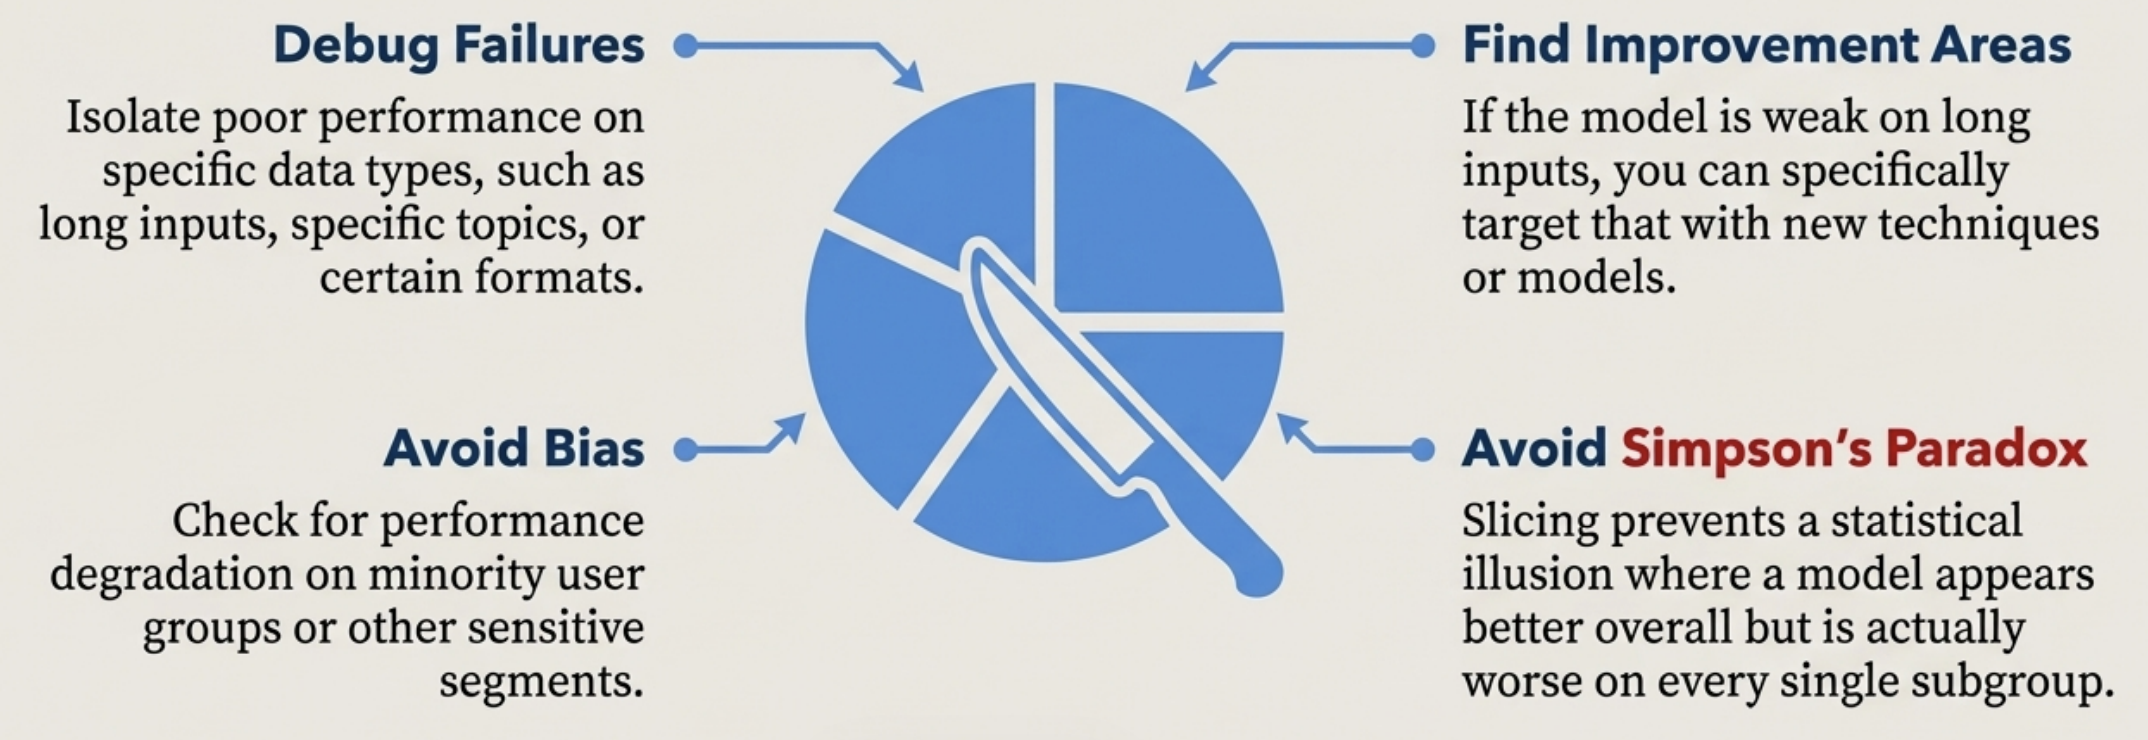 Debug Failures
Isolate poor performance on
specific data types, such as
long inputs, specific topics, or
certain formats.
Find Improvement Areas
If the model is weak on long
inputs, you can specifically
target that with new techniques
or models.
Avoid Bias
Check for performance
degradation on minority user
groups or other sensitive
segments.
Avoid Simpson’s Paradox
Slicing prevents a statistical
illusion where a model appears
better overall but is actually
worse on every single subgroup.